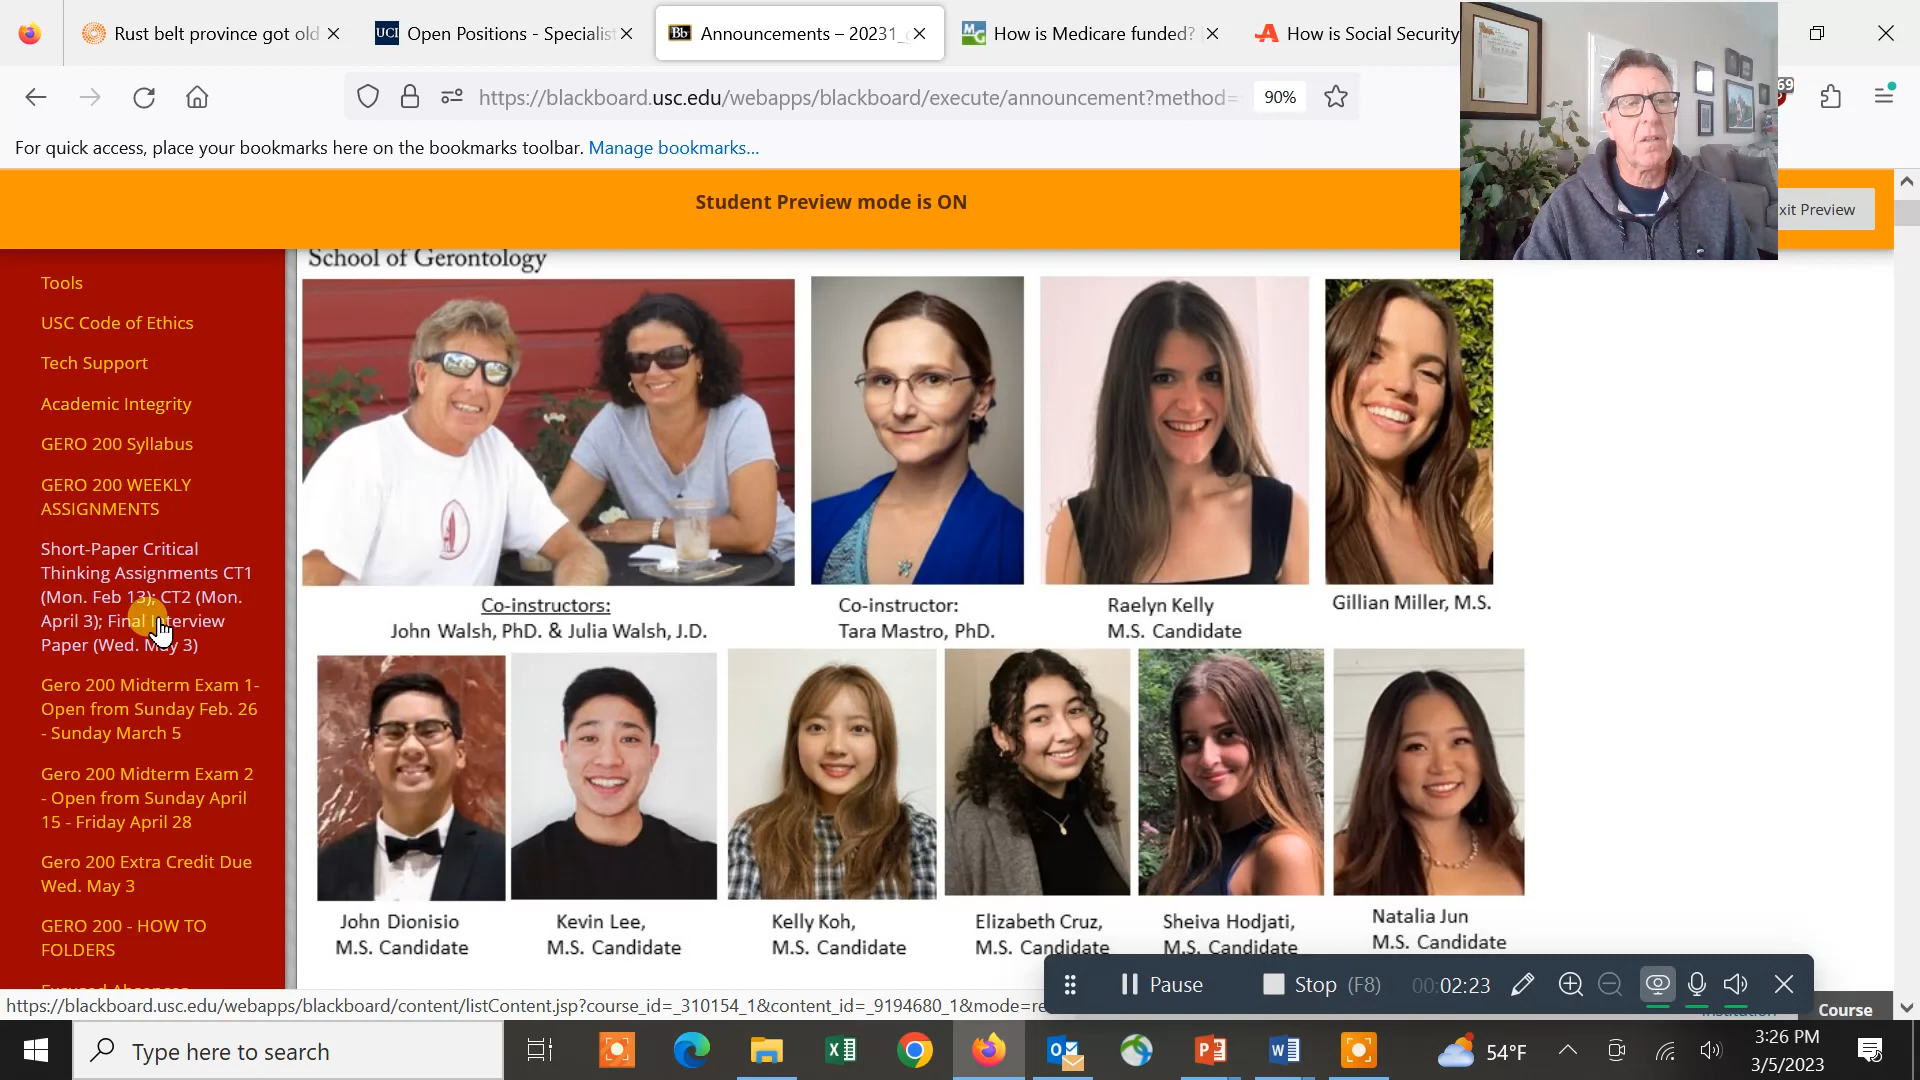 Rust belt province got old
Open Positions - Specialist
Bb
Announcements – 20231_
How is Medicare funded?
How is Social Security
UCI
MG
https://blackboard.usc.edu/webapps/blackboard/execute/announcement?method=
90%
69
For quick access, place your bookmarks here on the bookmarks toolbar. Manage bookmarks...
Student Preview mode is ON
xit Preview
Tools
USC Code of Ethics
Tech Support
Academic Integrity
GERO 200 Syllabus
GERO 200 WEEKLY
ASSIGNMENTS
Short-Paper Critical
Thinking Assignments CT1
(Mon. Feb 13); CT2 (Mon.
April 3); Final Interview
Paper (Wed. May 3)
Gero 200 Midterm Exam 1-
Open from Sunday Feb. 26
- Sunday March 5
Gero 200 Midterm Exam 2
- Open from Sunday April
15 - Friday April 28
Gero 200 Extra Credit Due
Wed. May 3
GERO 200 - HOW TO
FOLDERS
School of Gerontology
Co-instructors:
John Walsh, PhD. & Julia Walsh, J.D.
Co-instructor:
Tara Mastro, PhD.
Raelyn Kelly
M.S. Candidate
Gillian Miller, M.S.
John Dionisio
M.S. Candidate
Kevin Lee,
M.S. Candidate
Kelly Koh,
M.S. Candidate
Elizabeth Cruz,
M.S. Candidate
Sheiva Hodjati,
M.S. Candidate
Natalia Jun
M.S. Candidate
Pause
Stop (F8)
00:02:23
https://blackboard.usc.edu/webapps/blackboard/content/listContent.jsp?course_id=_310154_1&content_id=_9194680_1&mode=re
Course
Type here to search
54°F
3:26 PM
3/5/2023